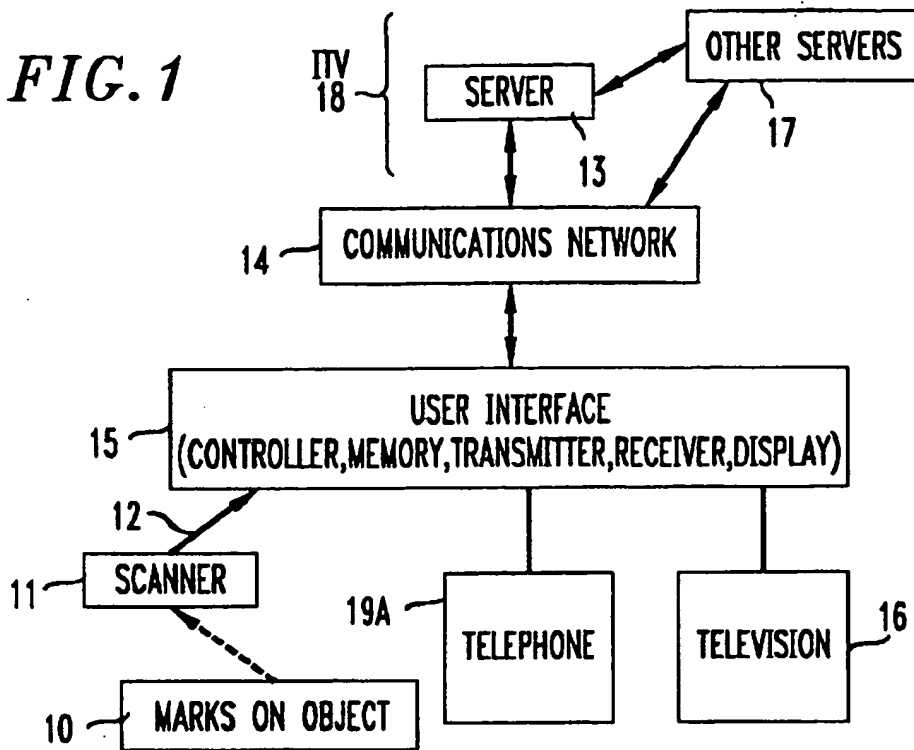 FIG. 1
ITV
18
SERVER
13
OTHER SERVERS
17
14
COMMUNICATIONS NETWORK
15
USER INTERFACE
(CONTROLLER,MEMORY,TRANSMITTER,RECEIVER,DISPLAY)
12
11
SCANNER
19A
TELEPHONE
TELEVISION
16
10
MARKS ON OBJECT